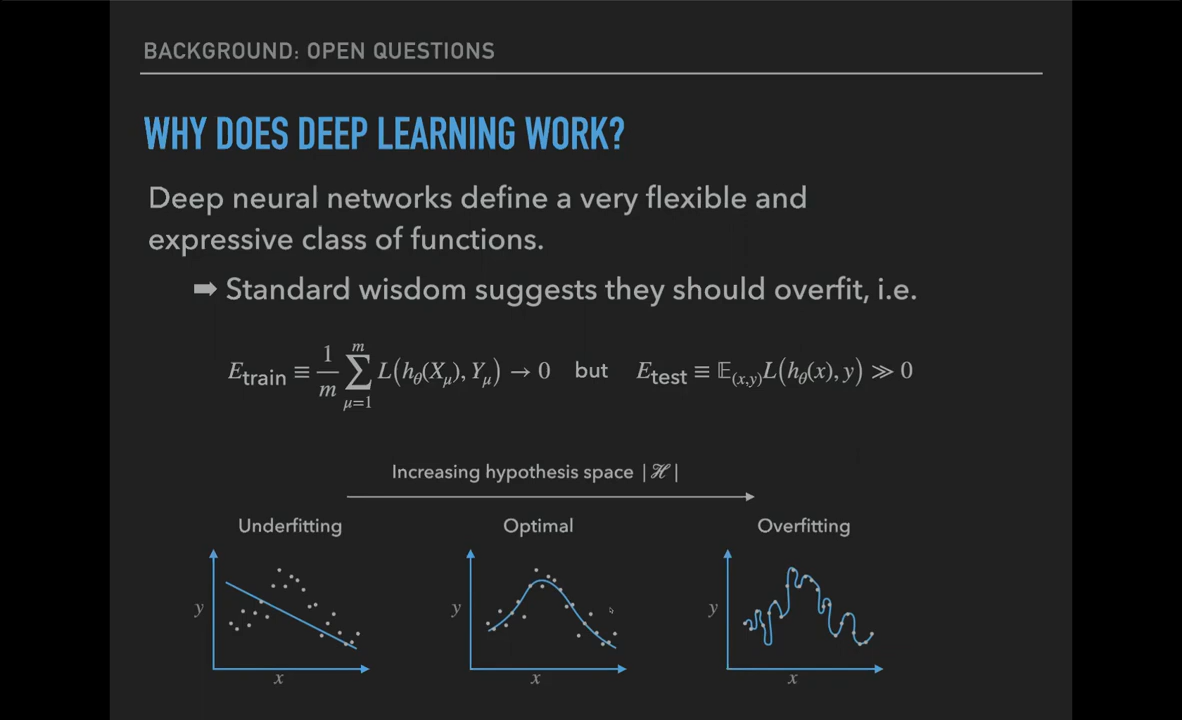 BACKGROUND: OPEN QUESTIONS
WHY DOES DEEP LEARNING WORK?
Deep neural networks define a very flexible and
expressive class of functions.
➡ Standard wisdom suggests they should overfit, i.e.
E_train ≡ 1/m ∑_{μ=1}^{m} L(h_θ(X_μ), Y_μ) → 0 but E_test ≡ 𝔼_(x,y) L(h_θ(x), y) ≫ 0
Increasing hypothesis space |ℋ|
Underfitting Optimal Overfitting
y y y
x x x